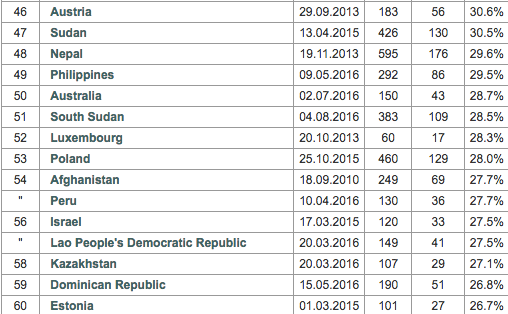 46 Austria 29.09.2013 183 56 30.6%
47 Sudan 13.04.2015 426 130 30.5%
48 Nepal 19.11.2013 595 176 29.6%
49 Philippines 09.05.2016 292 86 29.5%
50 Australia 02.07.2016 150 43 28.7%
51 South Sudan 04.08.2016 383 109 28.5%
52 Luxembourg 20.10.2013 60 17 28.3%
53 Poland 25.10.2015 460 129 28.0%
54 Afghanistan 18.09.2010 249 69 27.7%
" Peru 10.04.2016 130 36 27.7%
56 Israel 17.03.2015 120 33 27.5%
" Lao People's Democratic Republic 20.03.2016 149 41 27.5%
58 Kazakhstan 20.03.2016 107 29 27.1%
59 Dominican Republic 15.05.2016 190 51 26.8%
60 Estonia 01.03.2015 101 27 26.7%